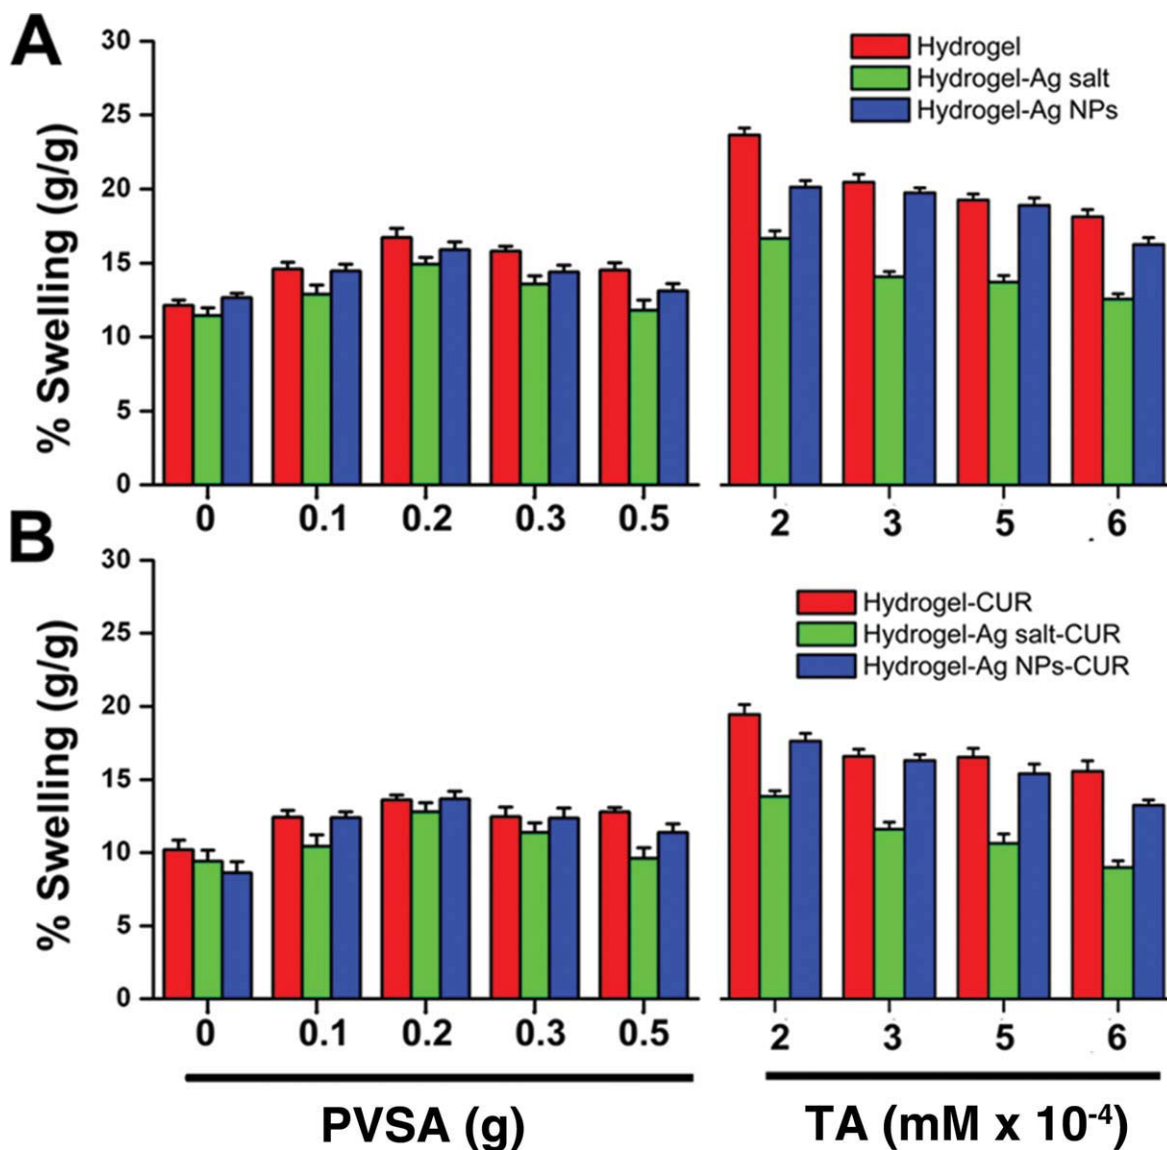 A
% Swelling (g/g)
30
25
20
15
10
5
0
Hydrogel
Hydrogel-Ag salt
Hydrogel-Ag NPs
0 0.1 0.2 0.3 0.5 2 3 5 6
B
% Swelling (g/g)
30
25
20
15
10
5
0
Hydrogel-CUR
Hydrogel-Ag salt-CUR
Hydrogel-Ag NPs-CUR
0 0.1 0.2 0.3 0.5 2 3 5 6
PVSA (g) TA (mM x 10⁻⁴)